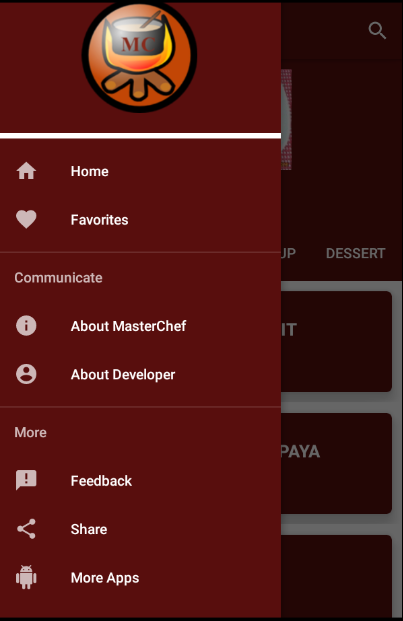 MC
Home
Favorites
UP
DESSERT
Communicate
IT
About MasterChef
About Developer
PAYA
More
Feedback
Share
More Apps